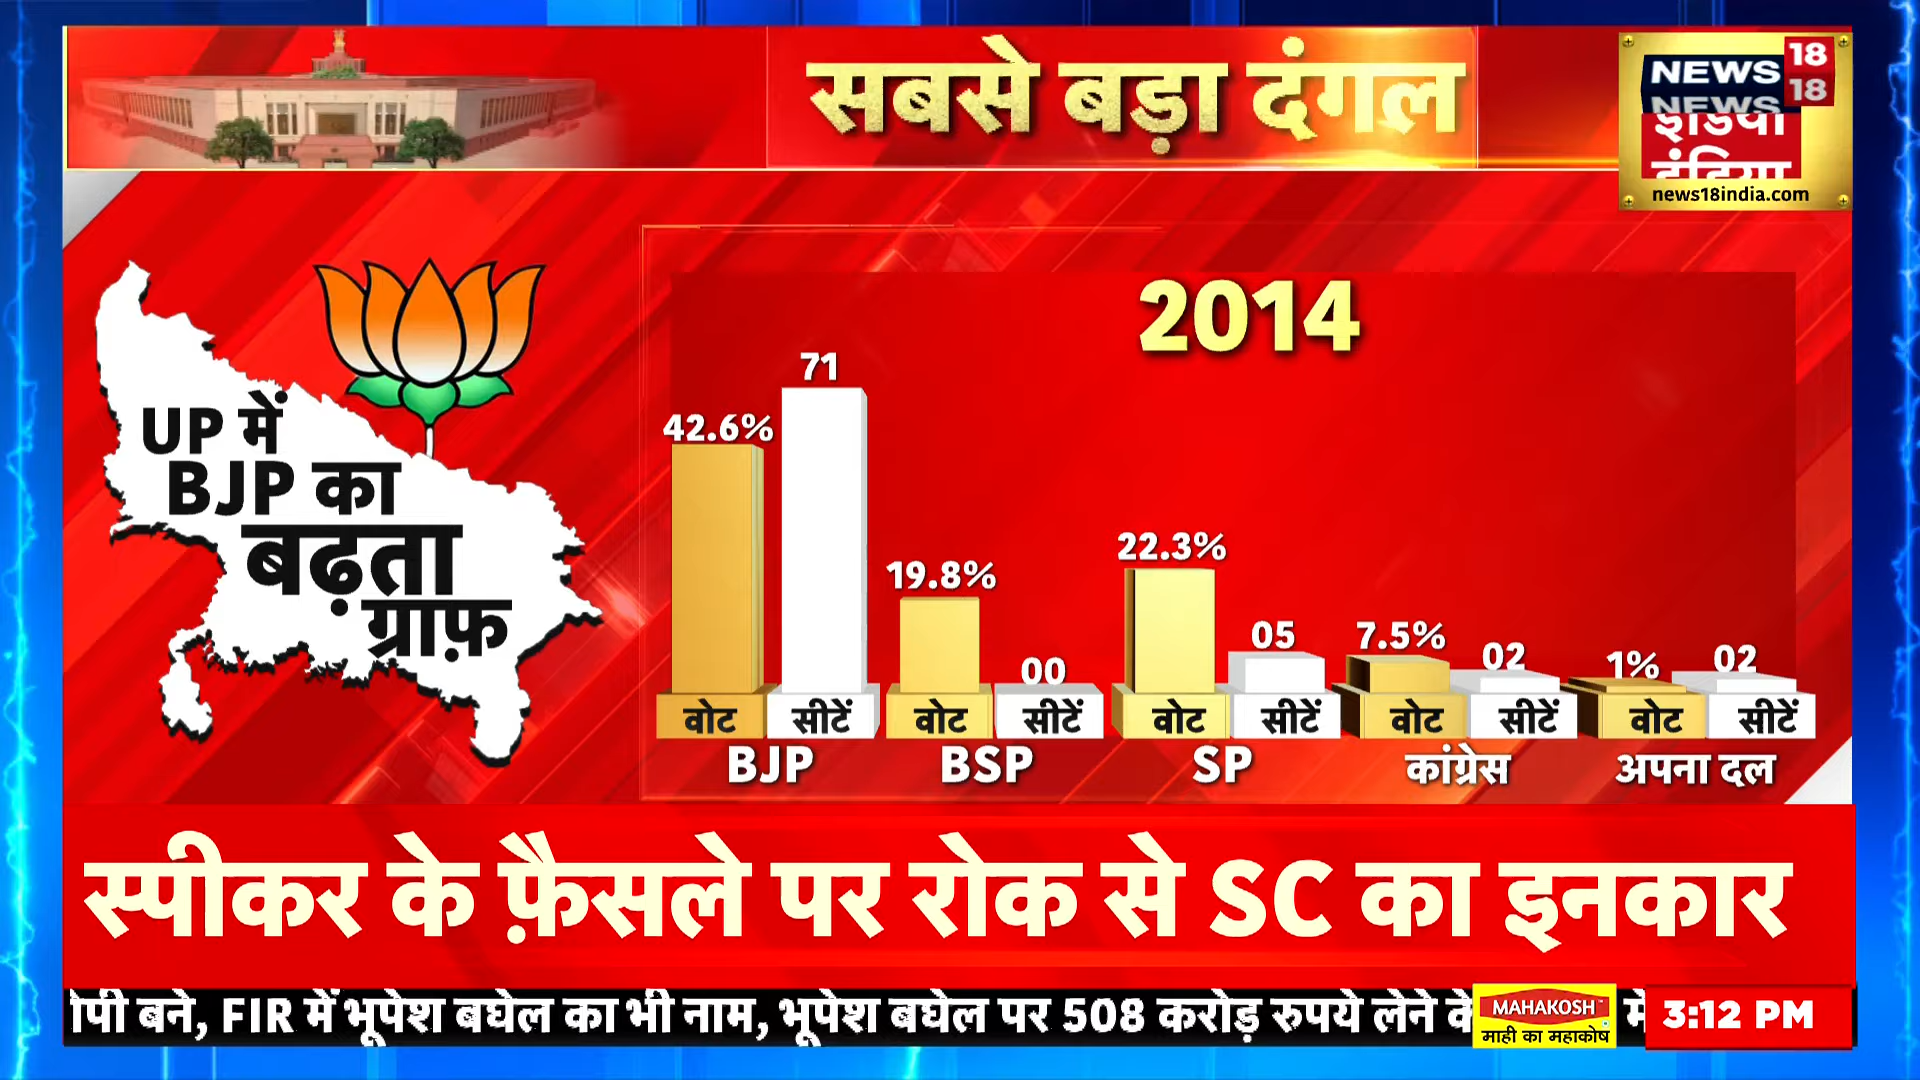 सबसे बड़ा दंगल
NEWS 18
NEWS 18
इंडिया
इंडिया
news18india.com
UP में
BJP का
बढ़ता
ग्राफ़
2014
42.6%
71
19.8%
00
22.3%
05
7.5%
02
1%
02
वोट सीटें वोट सीटें वोट सीटें वोट सीटें वोट सीटें
BJP BSP SP कांग्रेस अपना दल
स्पीकर के फ़ैसले पर रोक से SC का इनकार
बने, FIR में भूपेश बघेल का भी नाम, भूपेश बघेल पर 508 करोड़ रुपये लेने
MAHAKOSH
माही का महाकोष
3:12 PM